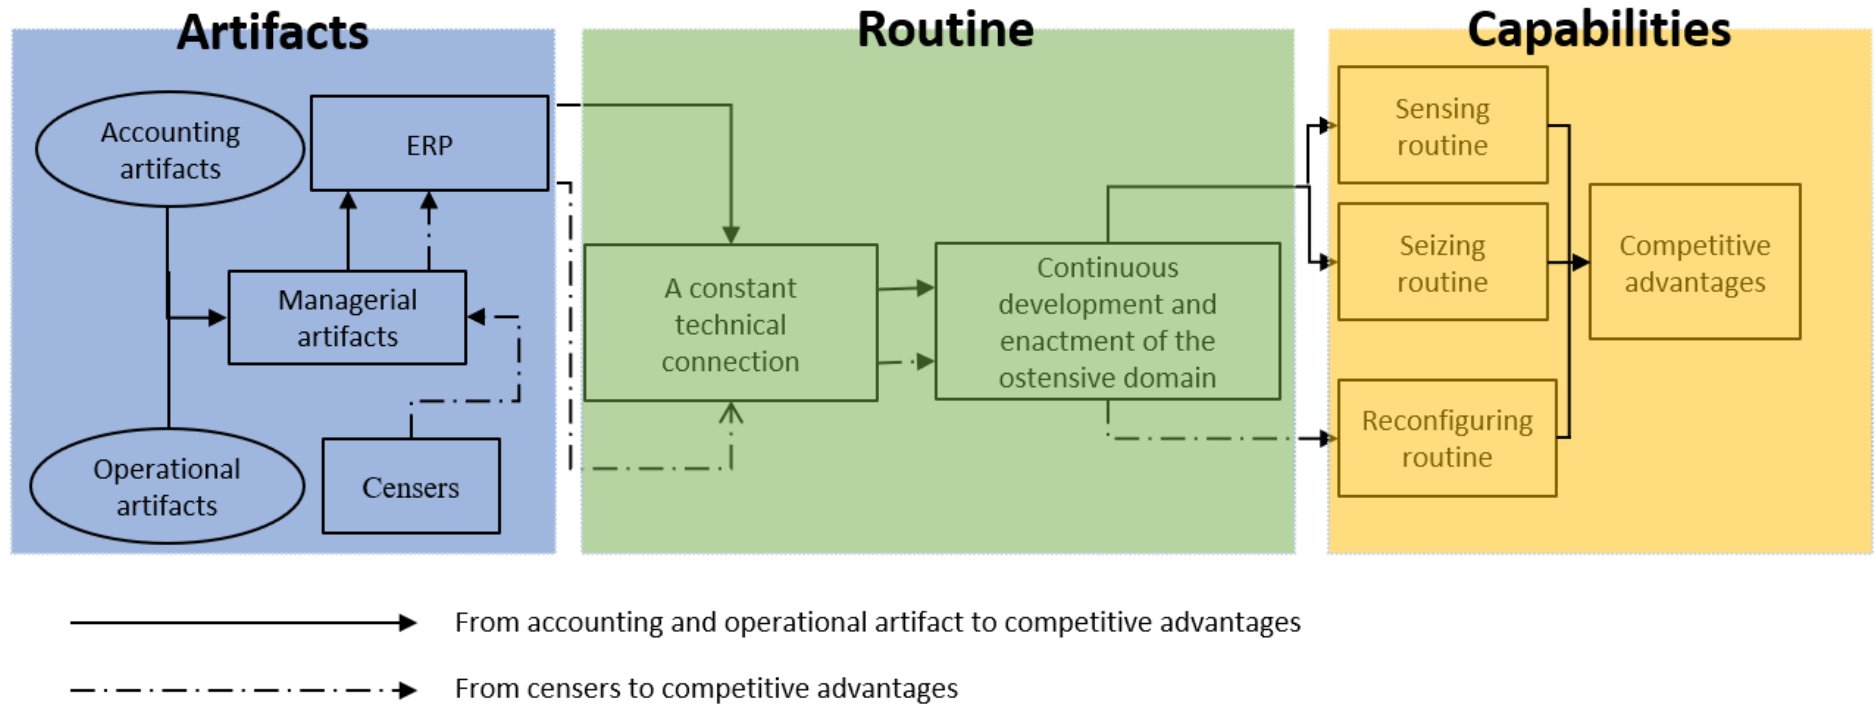 Artifacts
Routine
Capabilities
Accounting
artifacts
ERP
Managerial
artifacts
Operational
artifacts
Censers
A constant
technical
connection
Continuous
development and
enactment of the
ostensive domain
Sensing
routine
Seizing
routine
Reconfiguring
routine
Competitive
advantages
From accounting and operational artifact to competitive advantages
From censers to competitive advantages